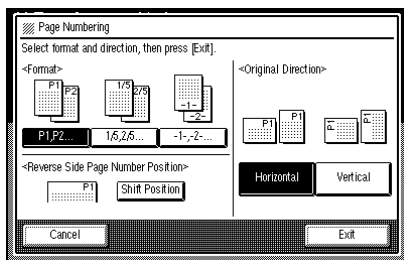 Page Numbering
Select format and direction, then press [Exit].
<Format>
P1 P2
1/5 2/5
-1- -2-
P1,P2...
1/5,2/5...
-1-,-2-...
<Reverse Side Page Number Position>
P1
Shift Position
<Original Direction>
P1 P1
P1 P1
Horizontal
Vertical
Cancel
Exit